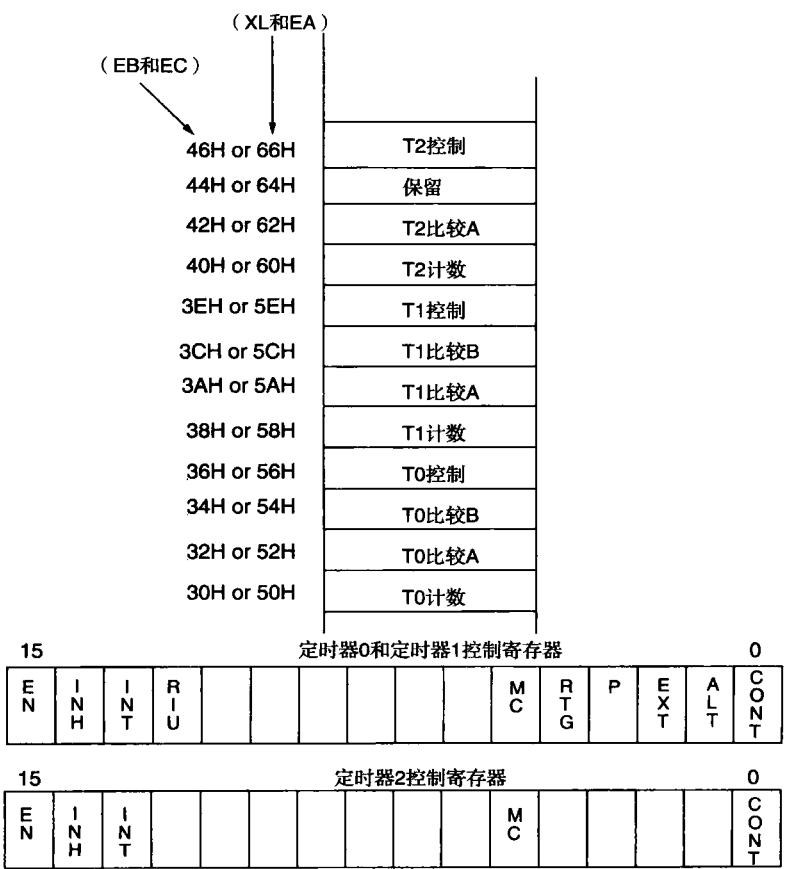 （XL和EA）
（EB和EC）
46H or 66H T2控制
44H or 64H 保留
42H or 62H T2比较A
40H or 60H T2计数
3EH or 5EH T1控制
3CH or 5CH T1比较B
3AH or 5AH T1比较A
38H or 58H T1计数
36H or 56H T0控制
34H or 54H T0比较B
32H or 52H T0比较A
30H or 50H T0计数
15 定时器0和定时器1控制寄存器 0
EN INH INT RIU MC RTG P EXT ALT CONT
15 定时器2控制寄存器 0
EN INH INT MC CONT